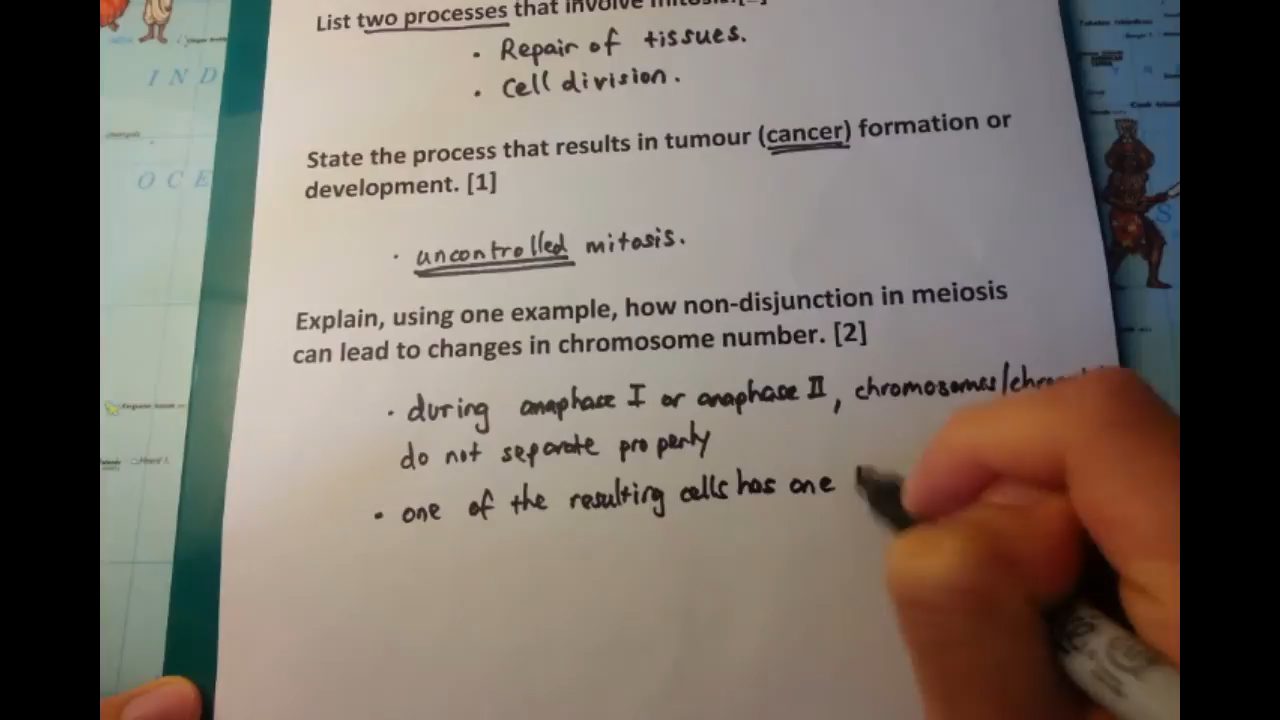 List two processes that involve mitosis.
• Repair of tissues.
• Cell division.
State the process that results in tumour (cancer) formation or
development. [1]
• uncontrolled mitosis.
Explain, using one example, how non-disjunction in meiosis
can lead to changes in chromosome number. [2]
• during anaphase I or anaphase II, chromosomes/
do not separate properly
• one of the resulting cells has one
I N D
O C E